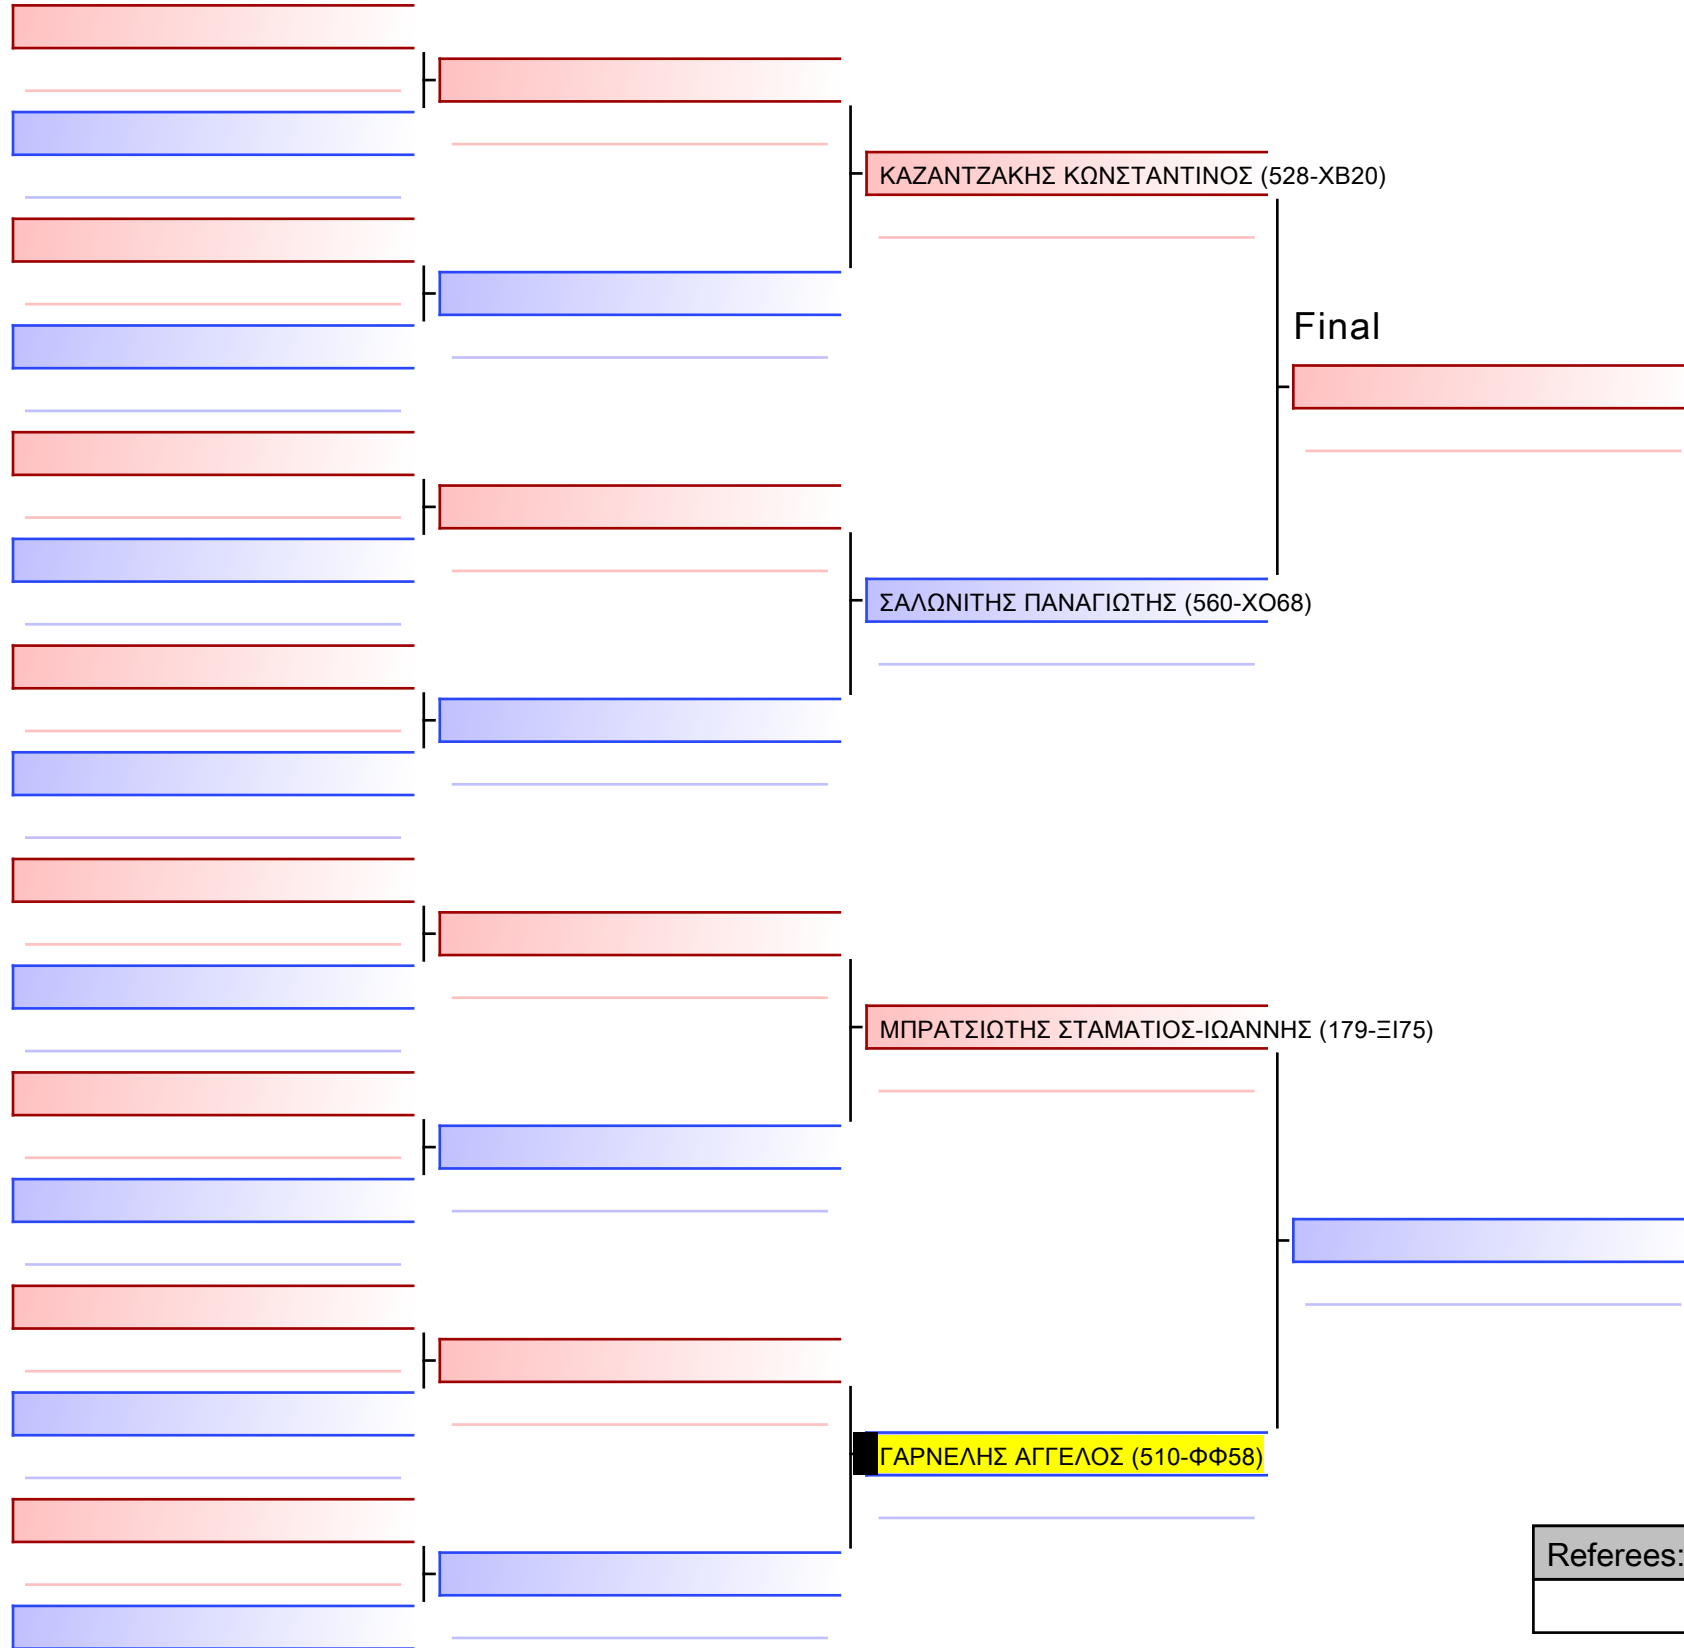 ΚΑΖΑΝΤΖΑΚΗΣ ΚΩΝΣΤΑΝΤΙΝΟΣ (528-ΧΒ20)
Final
ΣΑΛΩΝΙΤΗΣ ΠΑΝΑΓΙΩΤΗΣ (560-ΧΟ68)
ΜΠΡΑΤΣΙΩΤΗΣ ΣΤΑΜΑΤΙΟΣ-ΙΩΑΝΝΗΣ (179-ΞΙ75)
ΓΑΡΝΕΛΗΣ ΑΓΓΕΛΟΣ (510-ΦΦ58)
Referees: